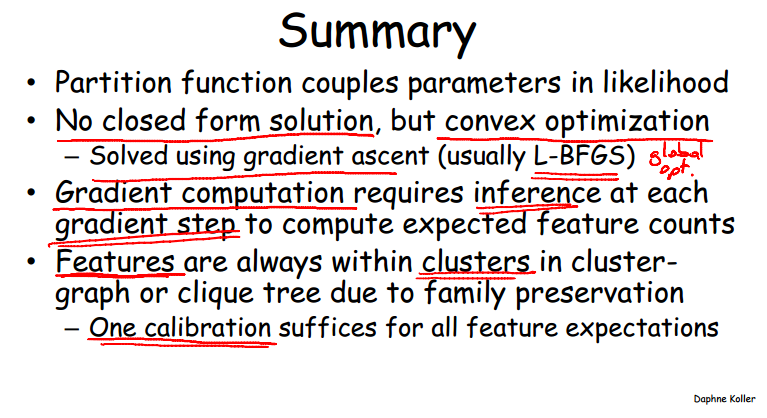 Summary
• Partition function couples parameters in likelihood
• No closed form solution, but convex optimization
– Solved using gradient ascent (usually L-BFGS) global opt.
• Gradient computation requires inference at each
gradient step to compute expected feature counts
• Features are always within clusters in cluster-
graph or clique tree due to family preservation
– One calibration suffices for all feature expectations
Daphne Koller